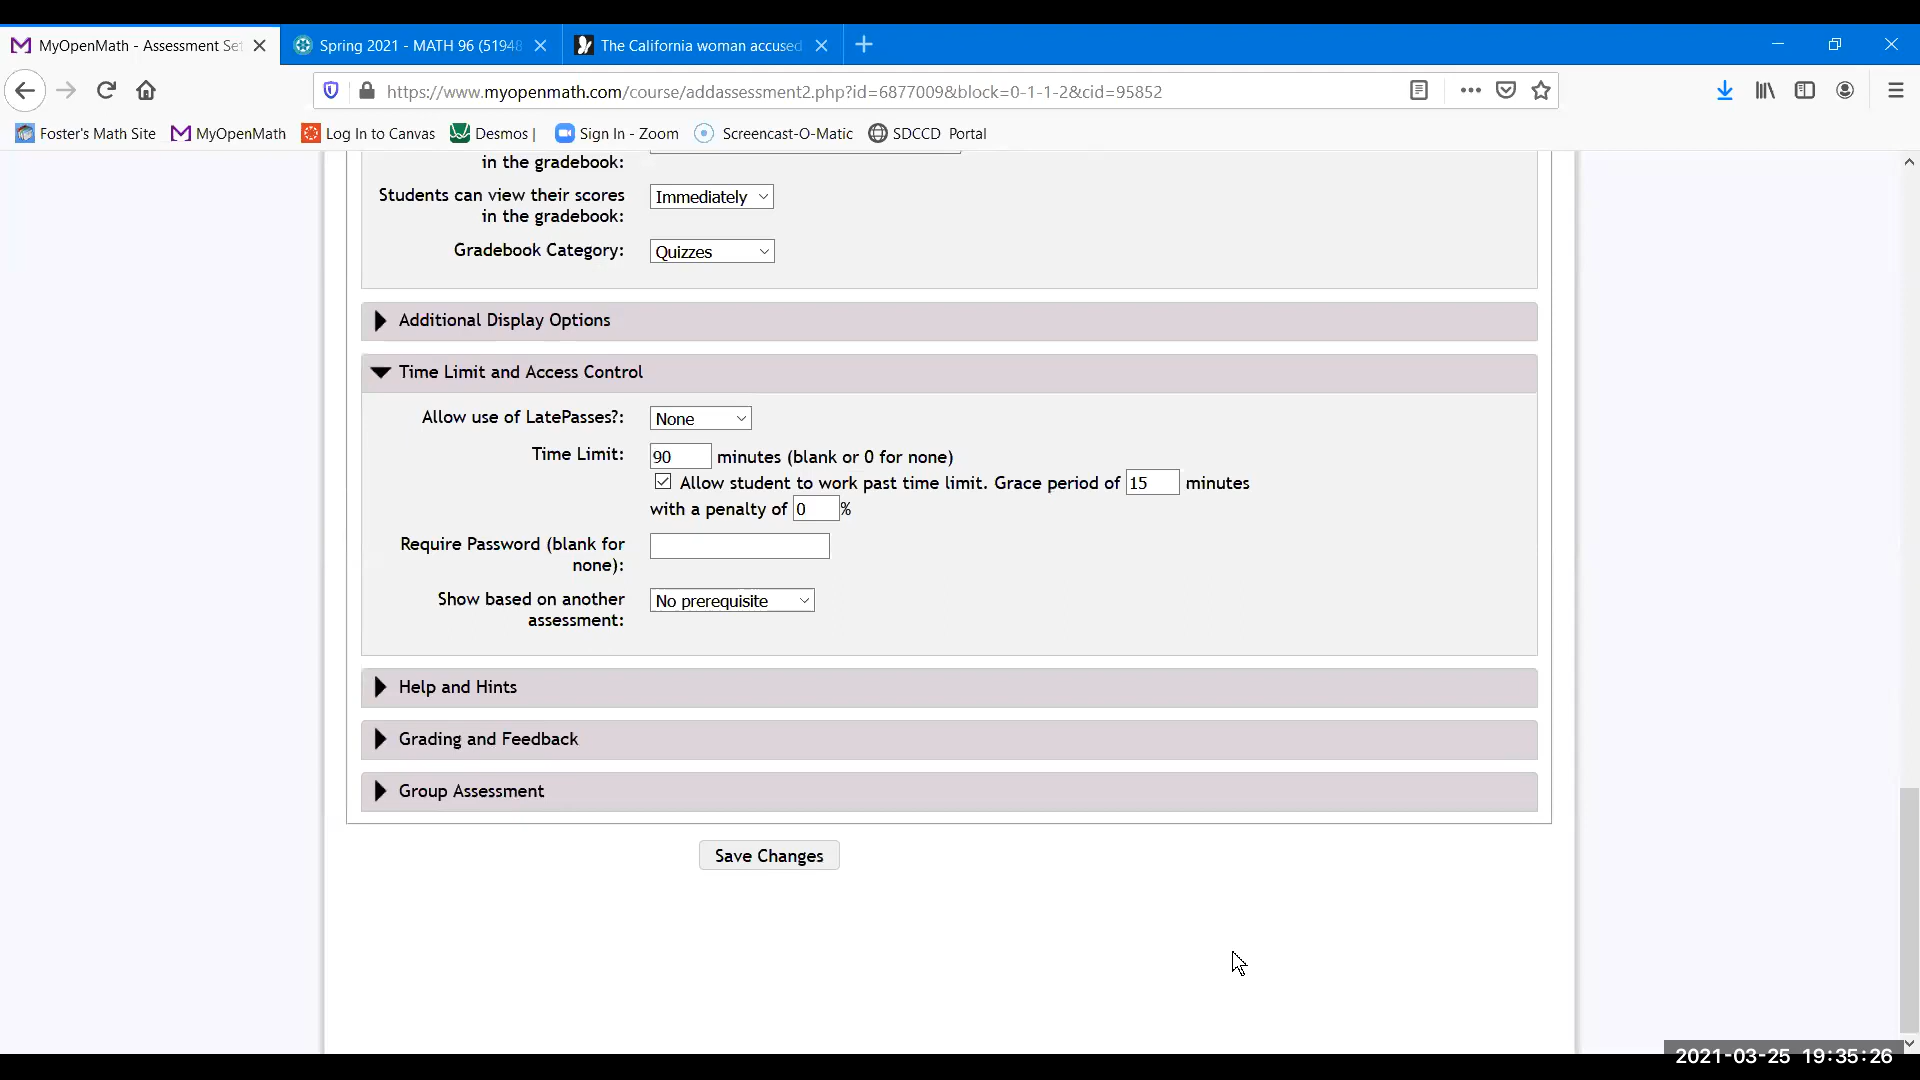 MyOpenMath - Assessment Set
Spring 2021 - MATH 96 (51948
The California woman accused
https://www.myopenmath.com/course/addassessment2.php?id=6877009&block=0-1-1-2&cid=95852
Foster's Math Site
MyOpenMath
Log In to Canvas
Desmos |
Sign In - Zoom
Screencast-O-Matic
SDCCD Portal
in the gradebook:
Students can view their scores
in the gradebook:
Immediately
Gradebook Category:
Quizzes
Additional Display Options
Time Limit and Access Control
Allow use of LatePasses?:
None
Time Limit:
90 minutes (blank or 0 for none)
Allow student to work past time limit. Grace period of 15 minutes
with a penalty of 0 %
Require Password (blank for
none):
Show based on another
assessment:
No prerequisite
Help and Hints
Grading and Feedback
Group Assessment
Save Changes
2021-03-25 19:35:26